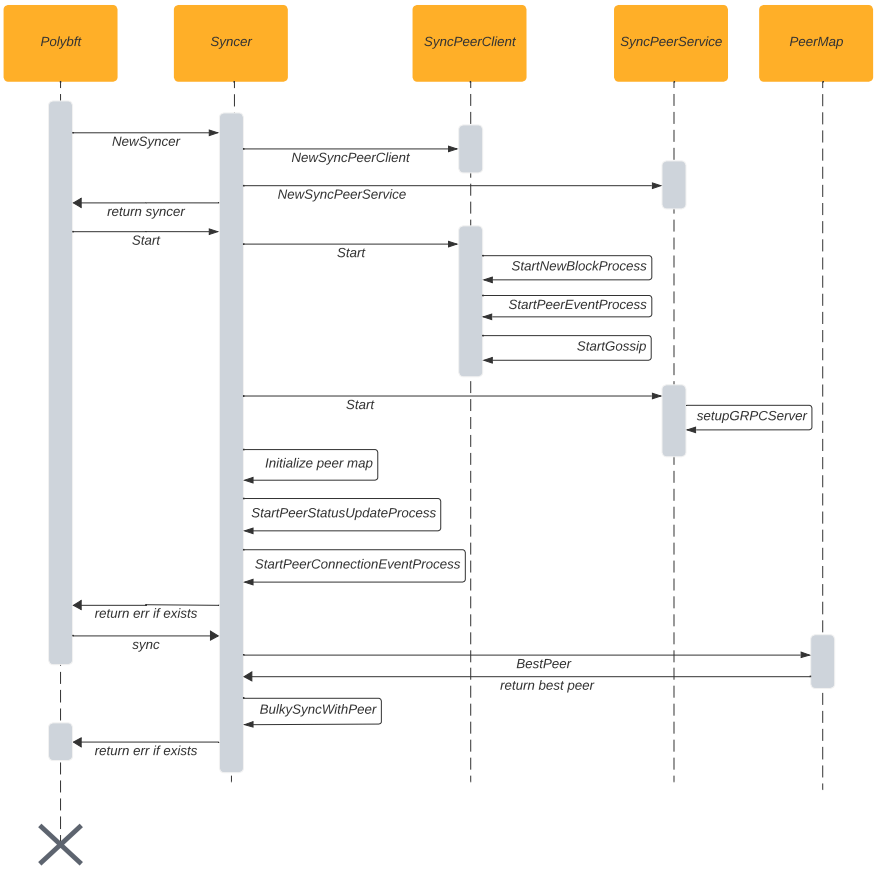 Polybft
Syncer
SyncPeerClient
SyncPeerService
PeerMap
NewSyncer
NewSyncPeerClient
NewSyncPeerService
return syncer
Start
Start
StartNewBlockProcess
StartPeerEventProcess
StartGossip
Start
setupGRPCServer
Initialize peer map
StartPeerStatusUpdateProcess
StartPeerConnectionEventProcess
return err if exists
sync
BestPeer
return best peer
BulkySyncWithPeer
return err if exists